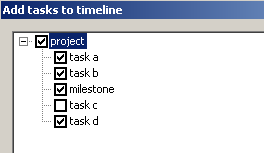 Add tasks to timeline
project
task a
task b
milestone
task c
task d